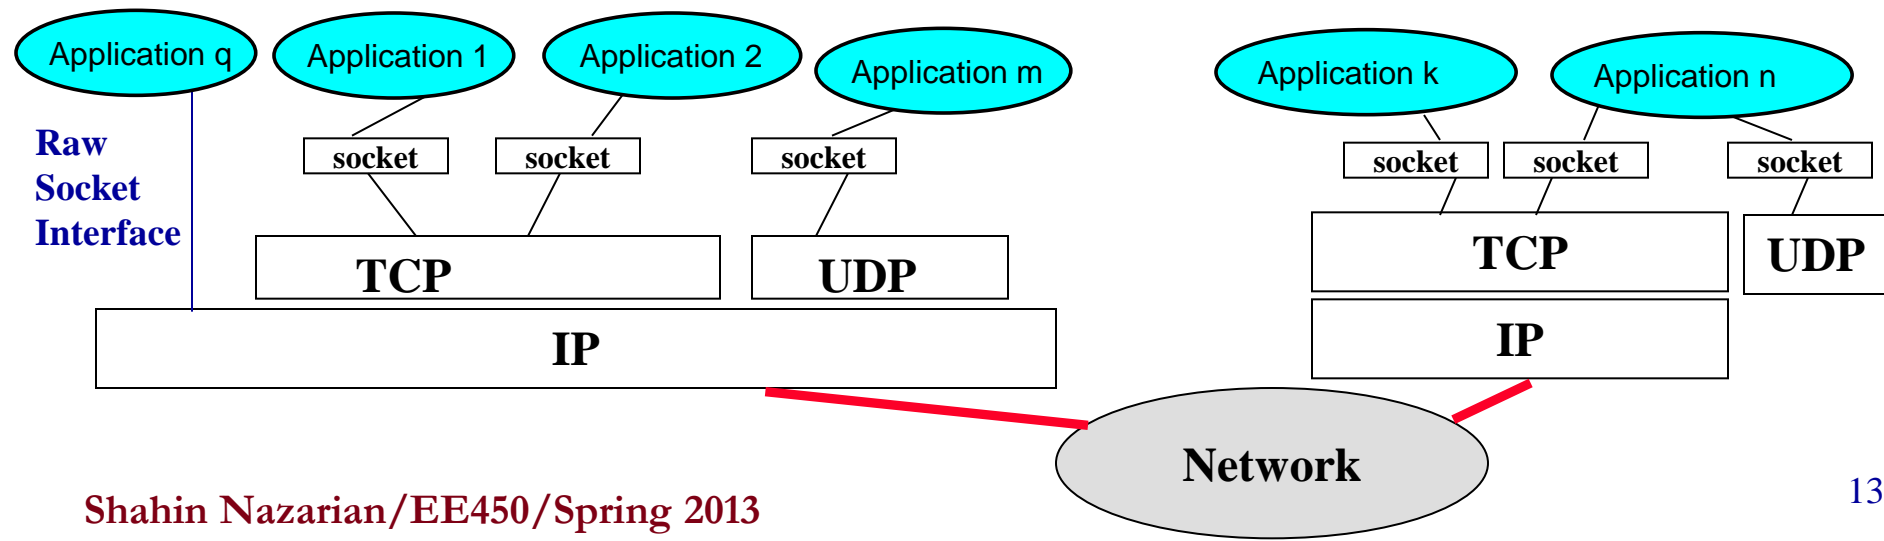 Application q
Application 1
Application 2
Application m
Application k
Application n
Raw
Socket
Interface
socket
socket
socket
socket
socket
socket
TCP
UDP
TCP
UDP
IP
IP
Network
Shahin Nazarian/EE450/Spring 2013
13